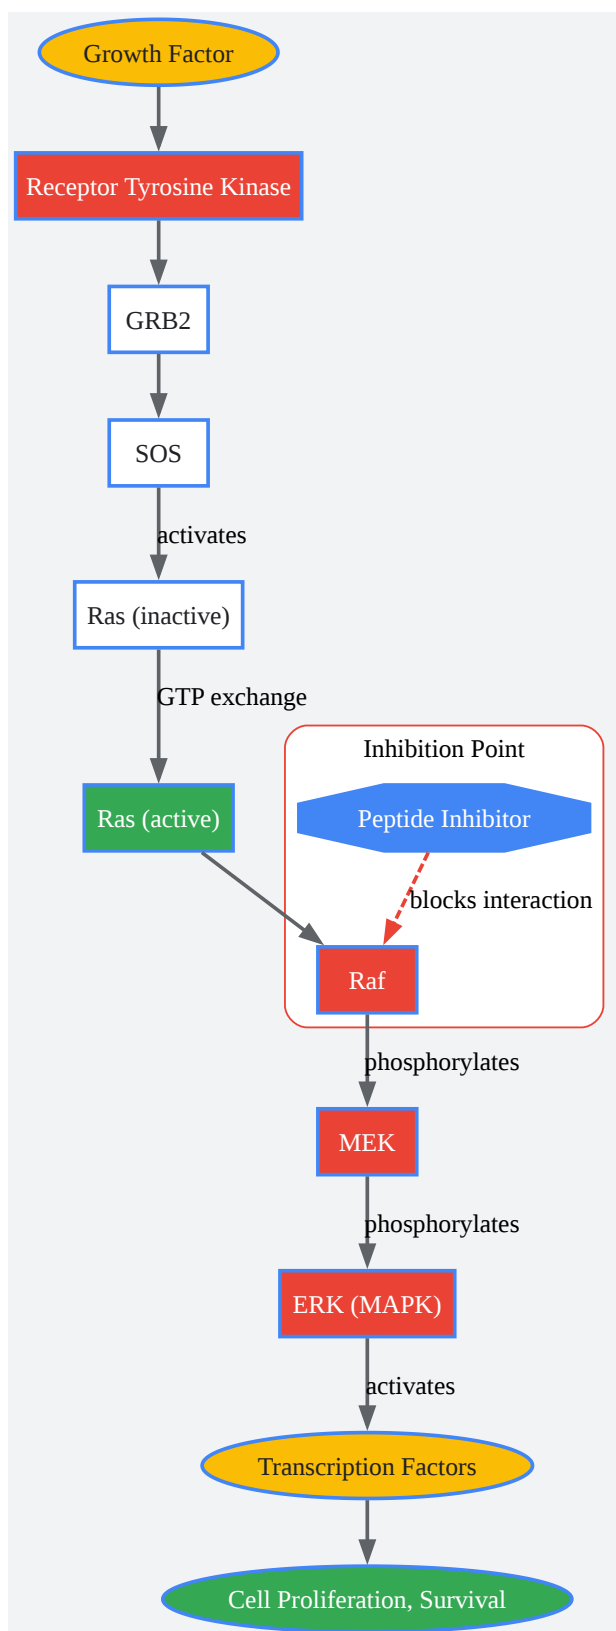 Growth Factor
Receptor Tyrosine Kinase
GRB2
SOS
activates
Ras (inactive)
GTP exchange
Inhibition Point
Ras (active)
Peptide Inhibitor
blocks interaction
Raf
phosphorylates
MEK
phosphorylates
ERK (MAPK)
activates
Transcription Factors
Cell Proliferation, Survival